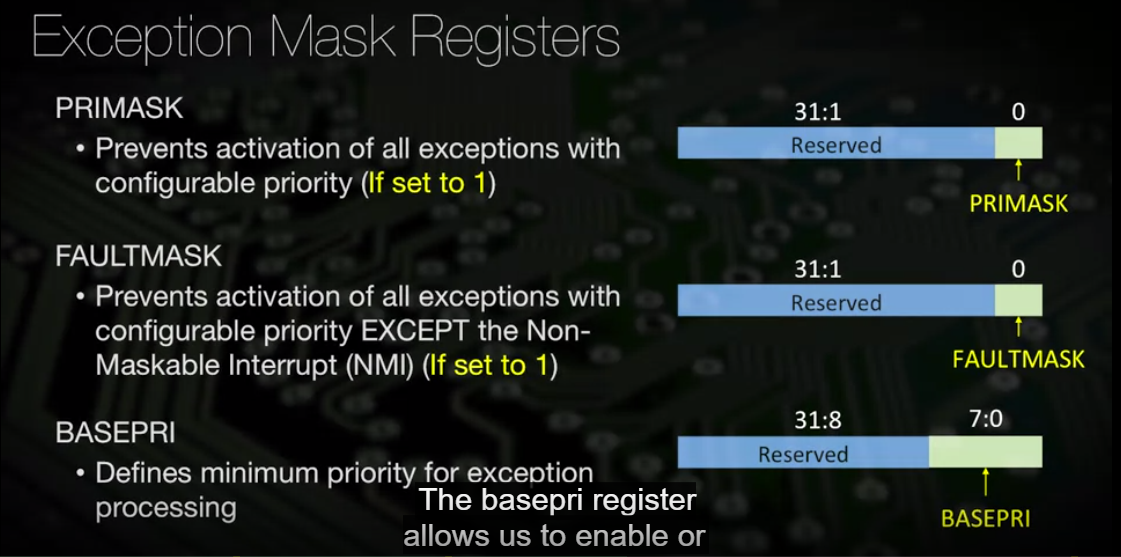 Exception Mask Registers
PRIMASK
• Prevents activation of all exceptions with
configurable priority (If set to 1)
31:1 0
Reserved
PRIMASK
FAULTMASK
• Prevents activation of all exceptions with
configurable priority EXCEPT the Non-
Maskable Interrupt (NMI) (If set to 1)
31:1 0
Reserved
FAULTMASK
BASEPRI
• Defines minimum priority for exception
processing
31:8 7:0
Reserved
BASEPRI
The basepri register
allows us to enable or